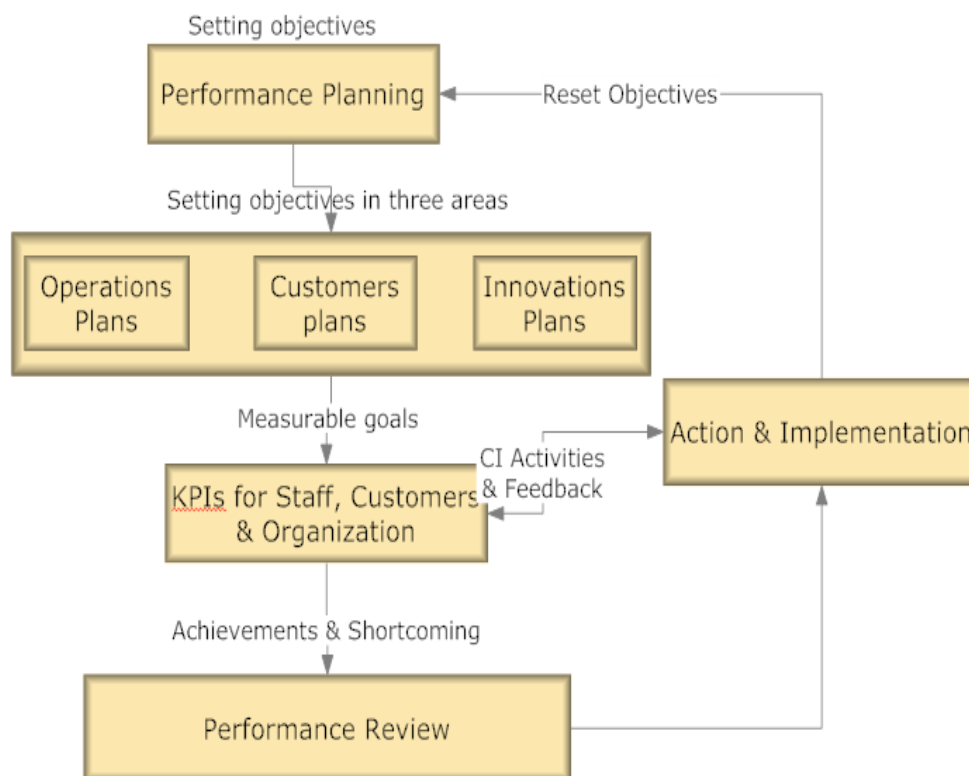 Setting objectives
Performance Planning
Reset Objectives
Setting objectives in three areas
Operations
Plans
Customers
plans
Innovations
Plans
Measurable goals
Action & Implementation
CI Activities
& Feedback
KPIs for Staff, Customers
& Organization
Achievements & Shortcoming
Performance Review